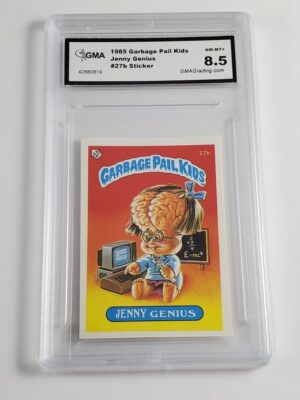 GMA
42880819
1985 Garbage Pail Kids
Jenny Genius
#27b Sticker
NM-MT+
8.5
GMAGrading.com
27b
GARBAGE PAIL KIDS
E=mc²
JENNY GENIUS